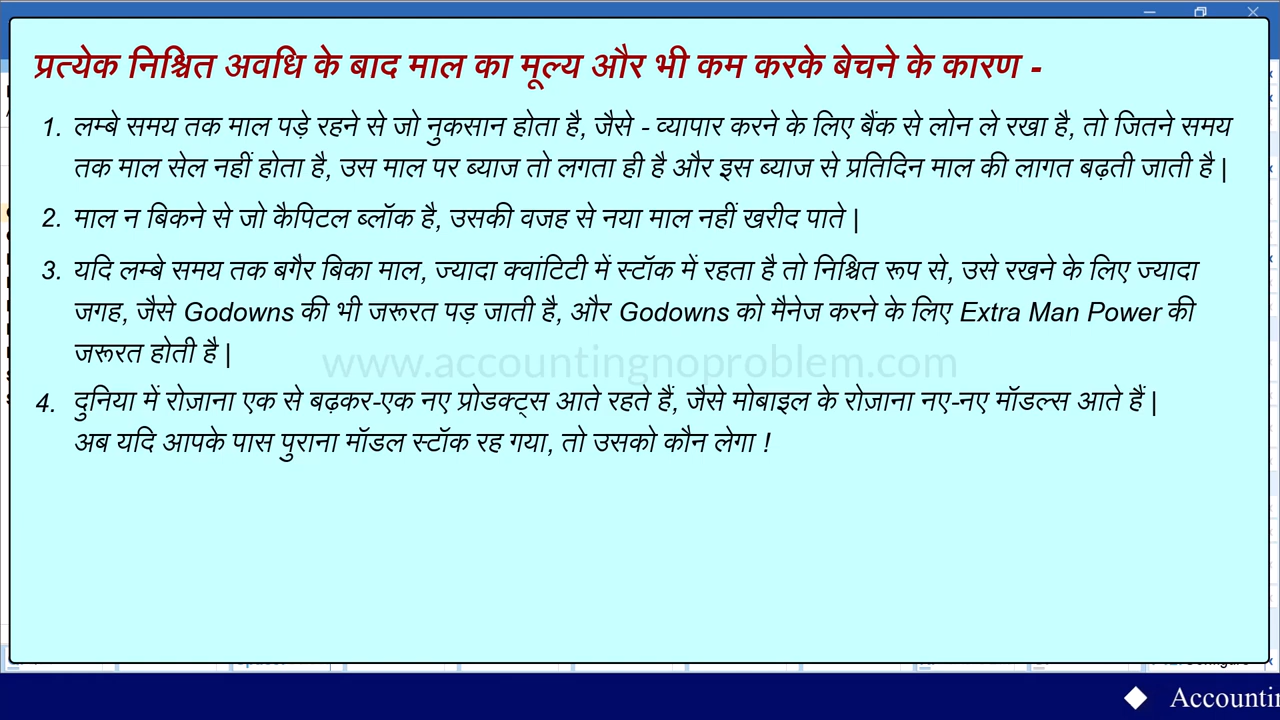 प्रत्येक निश्चित अवधि के बाद माल का मूल्य और भी कम करके बेचने के कारण -
1. लम्बे समय तक माल पड़े रहने से जो नुकसान होता है, जैसे - व्यापार करने के लिए बैंक से लोन ले रखा है, तो जितने समय
तक माल सेल नहीं होता है, उस माल पर ब्याज तो लगता ही है और इस ब्याज से प्रतिदिन माल की लागत बढ़ती जाती है |
2. माल न बिकने से जो कैपिटल ब्लॉक है, उसकी वजह से नया माल नहीं खरीद पाते |
3. यदि लम्बे समय तक बगैर बिका माल, ज्यादा क्वांटिटी में स्टॉक में रहता है तो निश्चित रूप से, उसे रखने के लिए ज्यादा
जगह, जैसे Godowns की भी जरूरत पड़ जाती है, और Godowns को मैनेज करने के लिए Extra Man Power की
जरूरत होती है |
www.accountingnoproblem.com
4. दुनिया में रोज़ाना एक से बढ़कर-एक नए प्रोडक्ट्स आते रहते हैं, जैसे मोबाइल के रोज़ाना नए-नए मॉडल्स आते हैं |
अब यदि आपके पास पुराना मॉडल स्टॉक रह गया, तो उसको कौन लेगा !